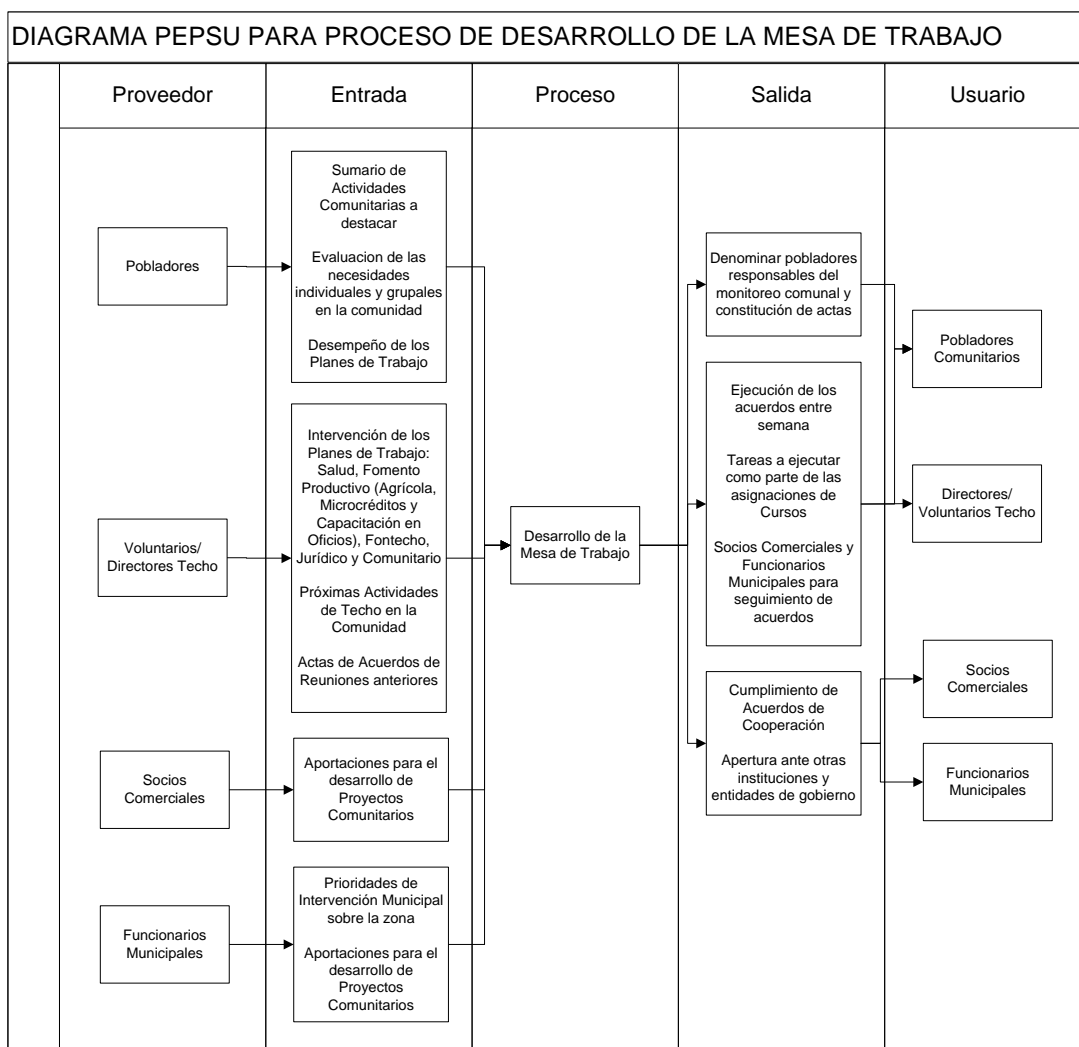 DIAGRAMA PEPSU PARA PROCESO DE DESARROLLO DE LA MESA DE TRABAJO
Proveedor
Entrada
Proceso
Salida
Usuario
Pobladores
Voluntarios/
Directores Techo
Socios
Comerciales
Funcionarios
Municipales
Sumario de
Actividades
Comunitarias a
destacar
Evaluacion de las
necesidades
individuales y grupales
en la comunidad
Desempeño de los
Planes de Trabajo
Intervención de los
Planes de Trabajo:
Salud, Fomento
Productivo (Agrícola,
Microcréditos y
Capacitación en
Oficios), Fontecho,
Jurídico y Comunitario
Próximas Actividades
de Techo en la
Comunidad
Actas de Acuerdos de
Reuniones anteriores
Aportaciones para el
desarrollo de
Proyectos
Comunitarios
Prioridades de
Intervención Municipal
sobre la zona
Aportaciones para el
desarrollo de
Proyectos
Comunitarios
Desarrollo de la
Mesa de Trabajo
Denominar pobladores
responsables del
monitoreo comunal y
constitución de actas
Ejecución de los
acuerdos entre
semana
Tareas a ejecutar
como parte de las
asignaciones de
Cursos
Socios Comerciales y
Funcionarios
Municipales para
seguimiento de
acuerdos
Cumplimiento de
Acuerdos de
Cooperación
Apertura ante otras
instituciones y
entidades de gobierno
Pobladores
Comunitarios
Directores/
Voluntarios Techo
Socios
Comerciales
Funcionarios
Municipales